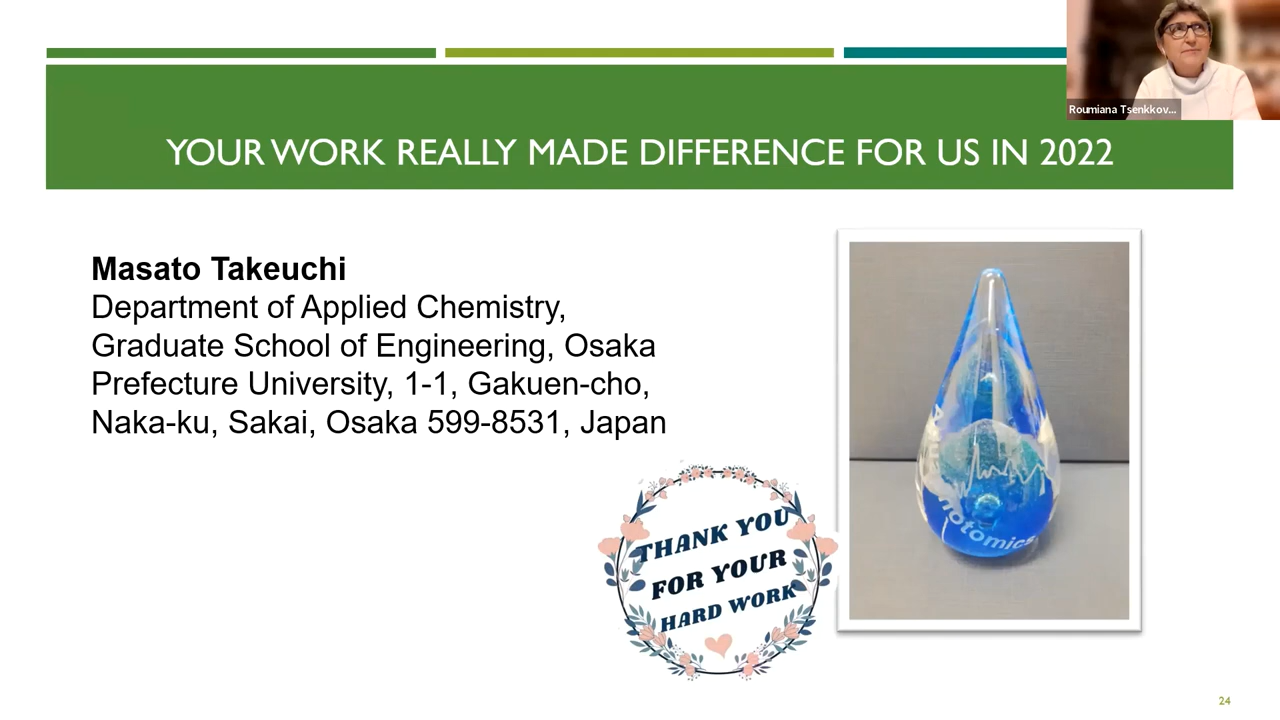 YOUR WORK REALLY MADE DIFFERENCE FOR US IN 2022
Roumiana Tsenkkov...
Masato Takeuchi
Department of Applied Chemistry,
Graduate School of Engineering, Osaka
Prefecture University, 1-1, Gakuen-cho,
Naka-ku, Sakai, Osaka 599-8531, Japan
THANK YOU
FOR YOUR
HARD WORK
24